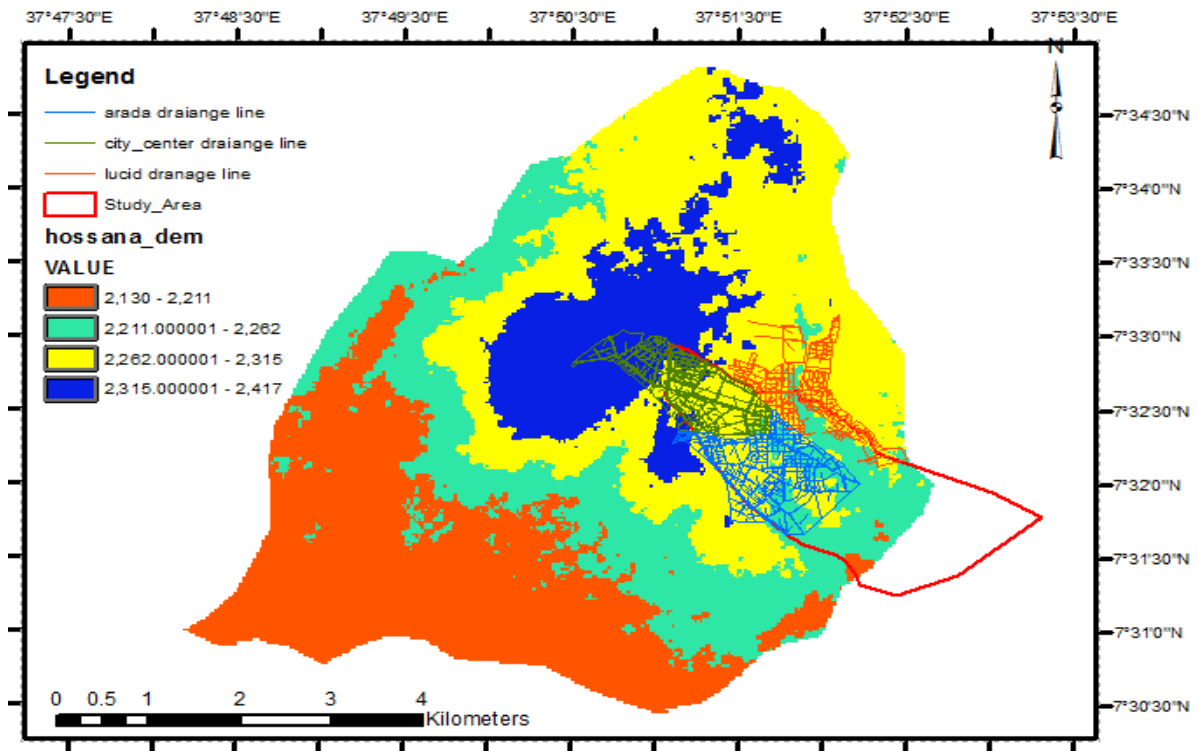 37°47'30"E 37°48'30"E 37°49'30"E 37°50'30"E 37°51'30"E 37°52'30"E 37°53'30"E
N
Legend
arada draiange line
city_center draiange line
lucid dranage line
Study_Area
hossana_dem
VALUE
2,130 - 2,211
2,211.000001 - 2,262
2,262.000001 - 2,315
2,315.000001 - 2,417
7°34'30"N
7°34'0"N
7°33'30"N
7°33'0"N
7°32'30"N
7°32'0"N
7°31'30"N
7°31'0"N
7°30'30"N
0 0.5 1 2 3 4
Kilometers